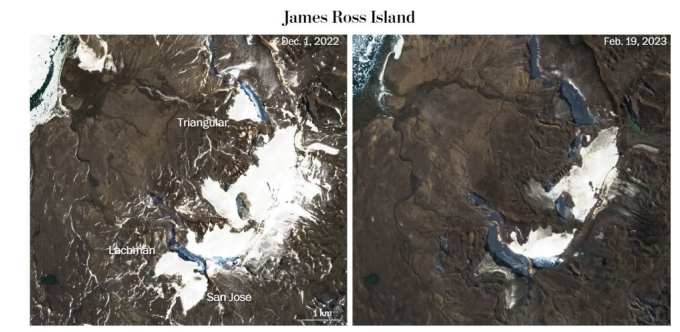 James Ross Island
Dec. 1, 2022
Feb. 19, 2023
Triangular
Lachman
San Jose
1 km